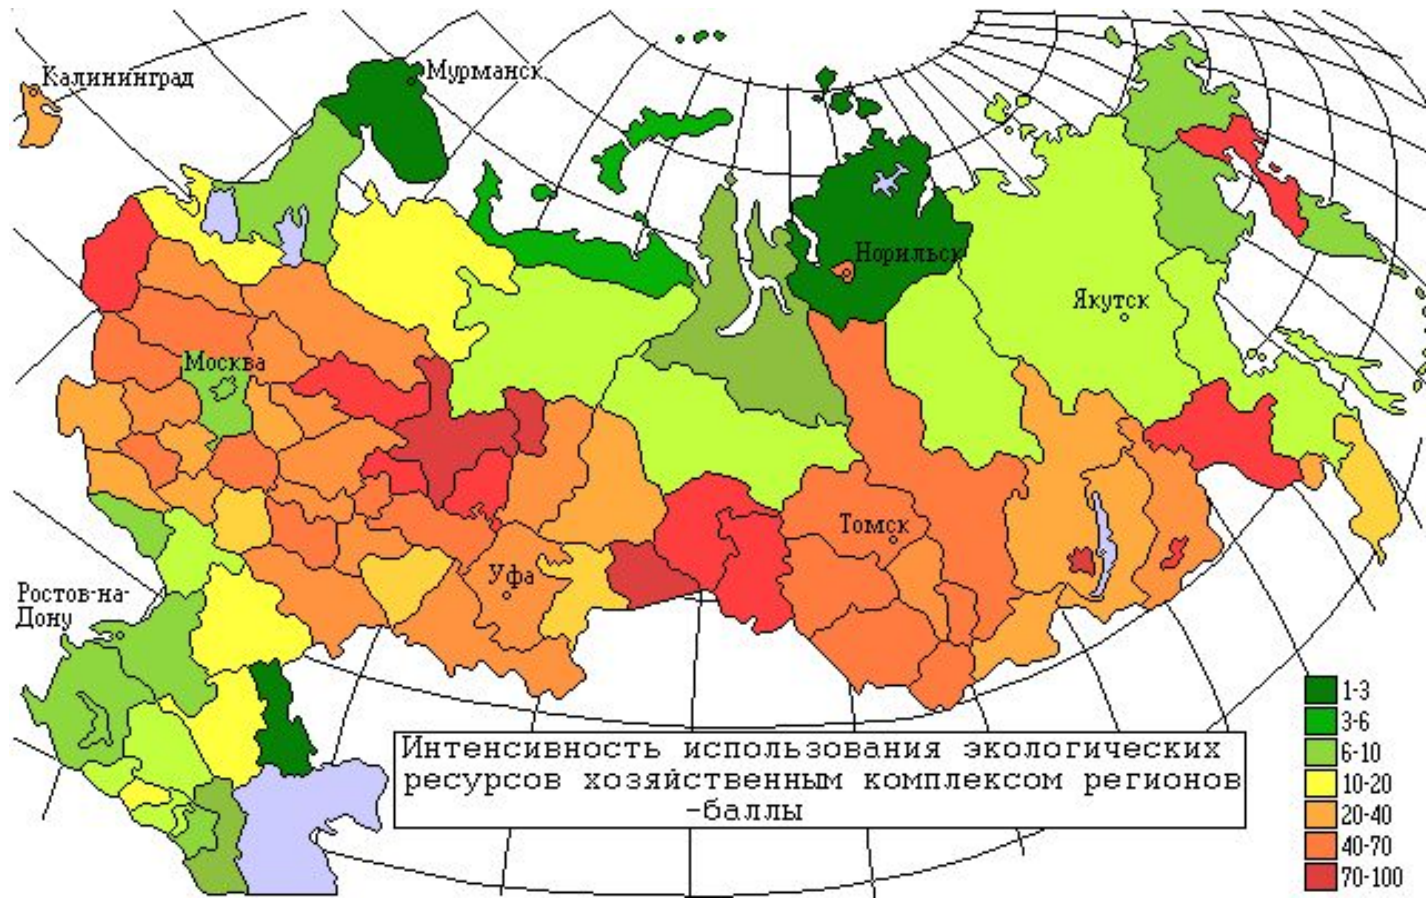 Калининград
Мурманск
Норильск
Якутск
Москва
Томск
Уфа
Ростов-на-
Дону
Интенсивность использования экологических
ресурсов хозяйственным комплексом регионов
-баллы
1-3
3-6
6-10
10-20
20-40
40-70
70-100